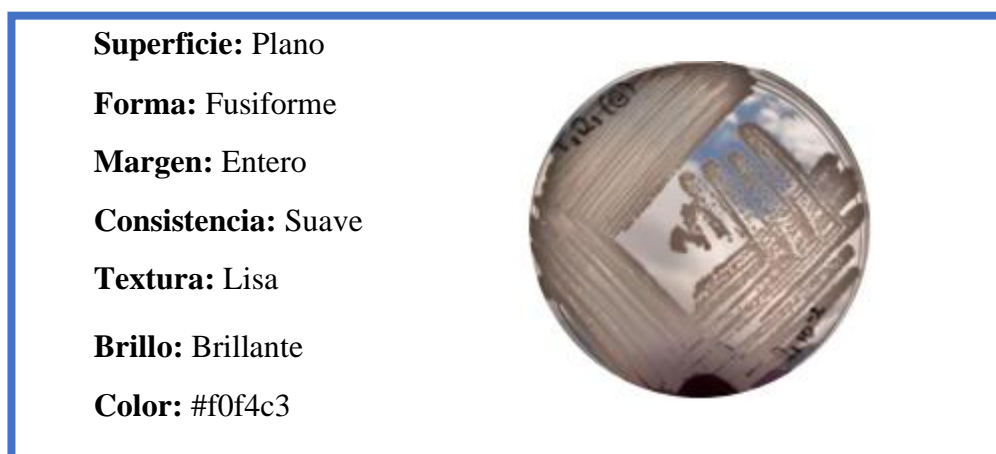 Superficie: Plano
Forma: Fusiforme
Margen: Entero
Consistencia: Suave
Textura: Lisa
Brillo: Brillante
Color: #f0f4c3